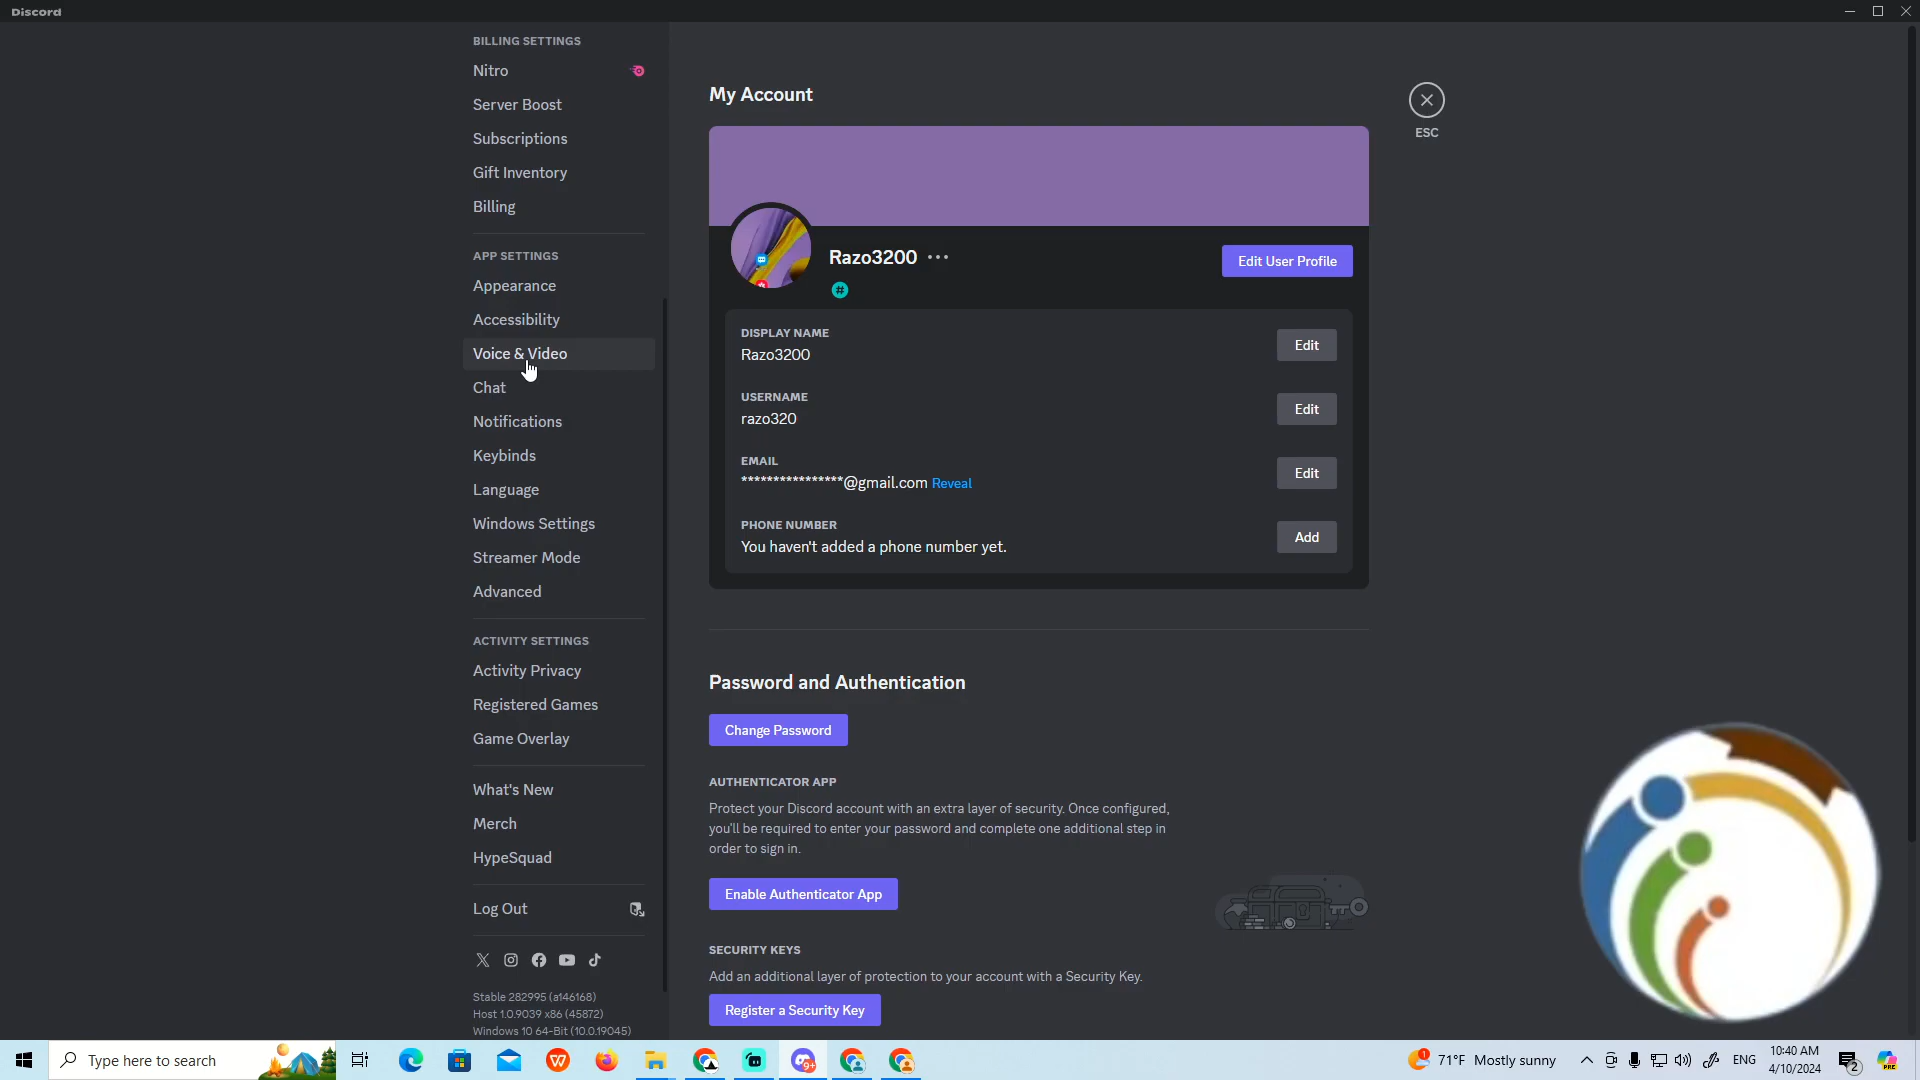 Discord
BILLING SETTINGS
Nitro
Server Boost
Subscriptions
Gift Inventory
Billing
APP SETTINGS
Appearance
Accessibility
Voice & Video
Chat
Notifications
Keybinds
Language
Windows Settings
Streamer Mode
Advanced
ACTIVITY SETTINGS
Activity Privacy
Registered Games
Game Overlay
What's New
Merch
HypeSquad
Log Out
Stable 282995 (a146168)
Host 1.0.9039 x86 (45872)
Windows 10 64-Bit (10.0.19045)
My Account
ESC
Razo3200
Edit User Profile
DISPLAY NAME
Razo3200
Edit
USERNAME
razo320
Edit
EMAIL
****************@gmail.com Reveal
Edit
PHONE NUMBER
You haven't added a phone number yet.
Add
Password and Authentication
Change Password
AUTHENTICATOR APP
Protect your Discord account with an extra layer of security. Once configured,
you'll be required to enter your password and complete one additional step in
order to sign in.
Enable Authenticator App
SECURITY KEYS
Add an additional layer of protection to your account with a Security Key.
Register a Security Key
Type here to search
9+
1
71°F Mostly sunny
ENG
10:40 AM
4/10/2024
2
PRE